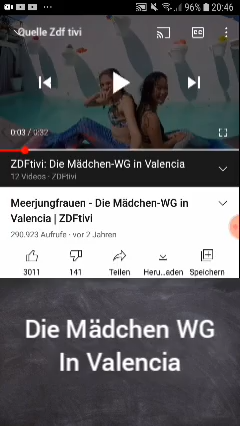 96% 20:46
Quelle Zdf tivi
0:03 / 0:32
ZDFtivi: Die Mädchen-WG in Valencia
12 Videos · ZDFtivi
Meerjungfrauen - Die Mädchen-WG in
Valencia | ZDFtivi
290.923 Aufrufe · vor 2 Jahren
3011 141 Teilen Heru...aden Speichern
Die Mädchen WG
In Valencia